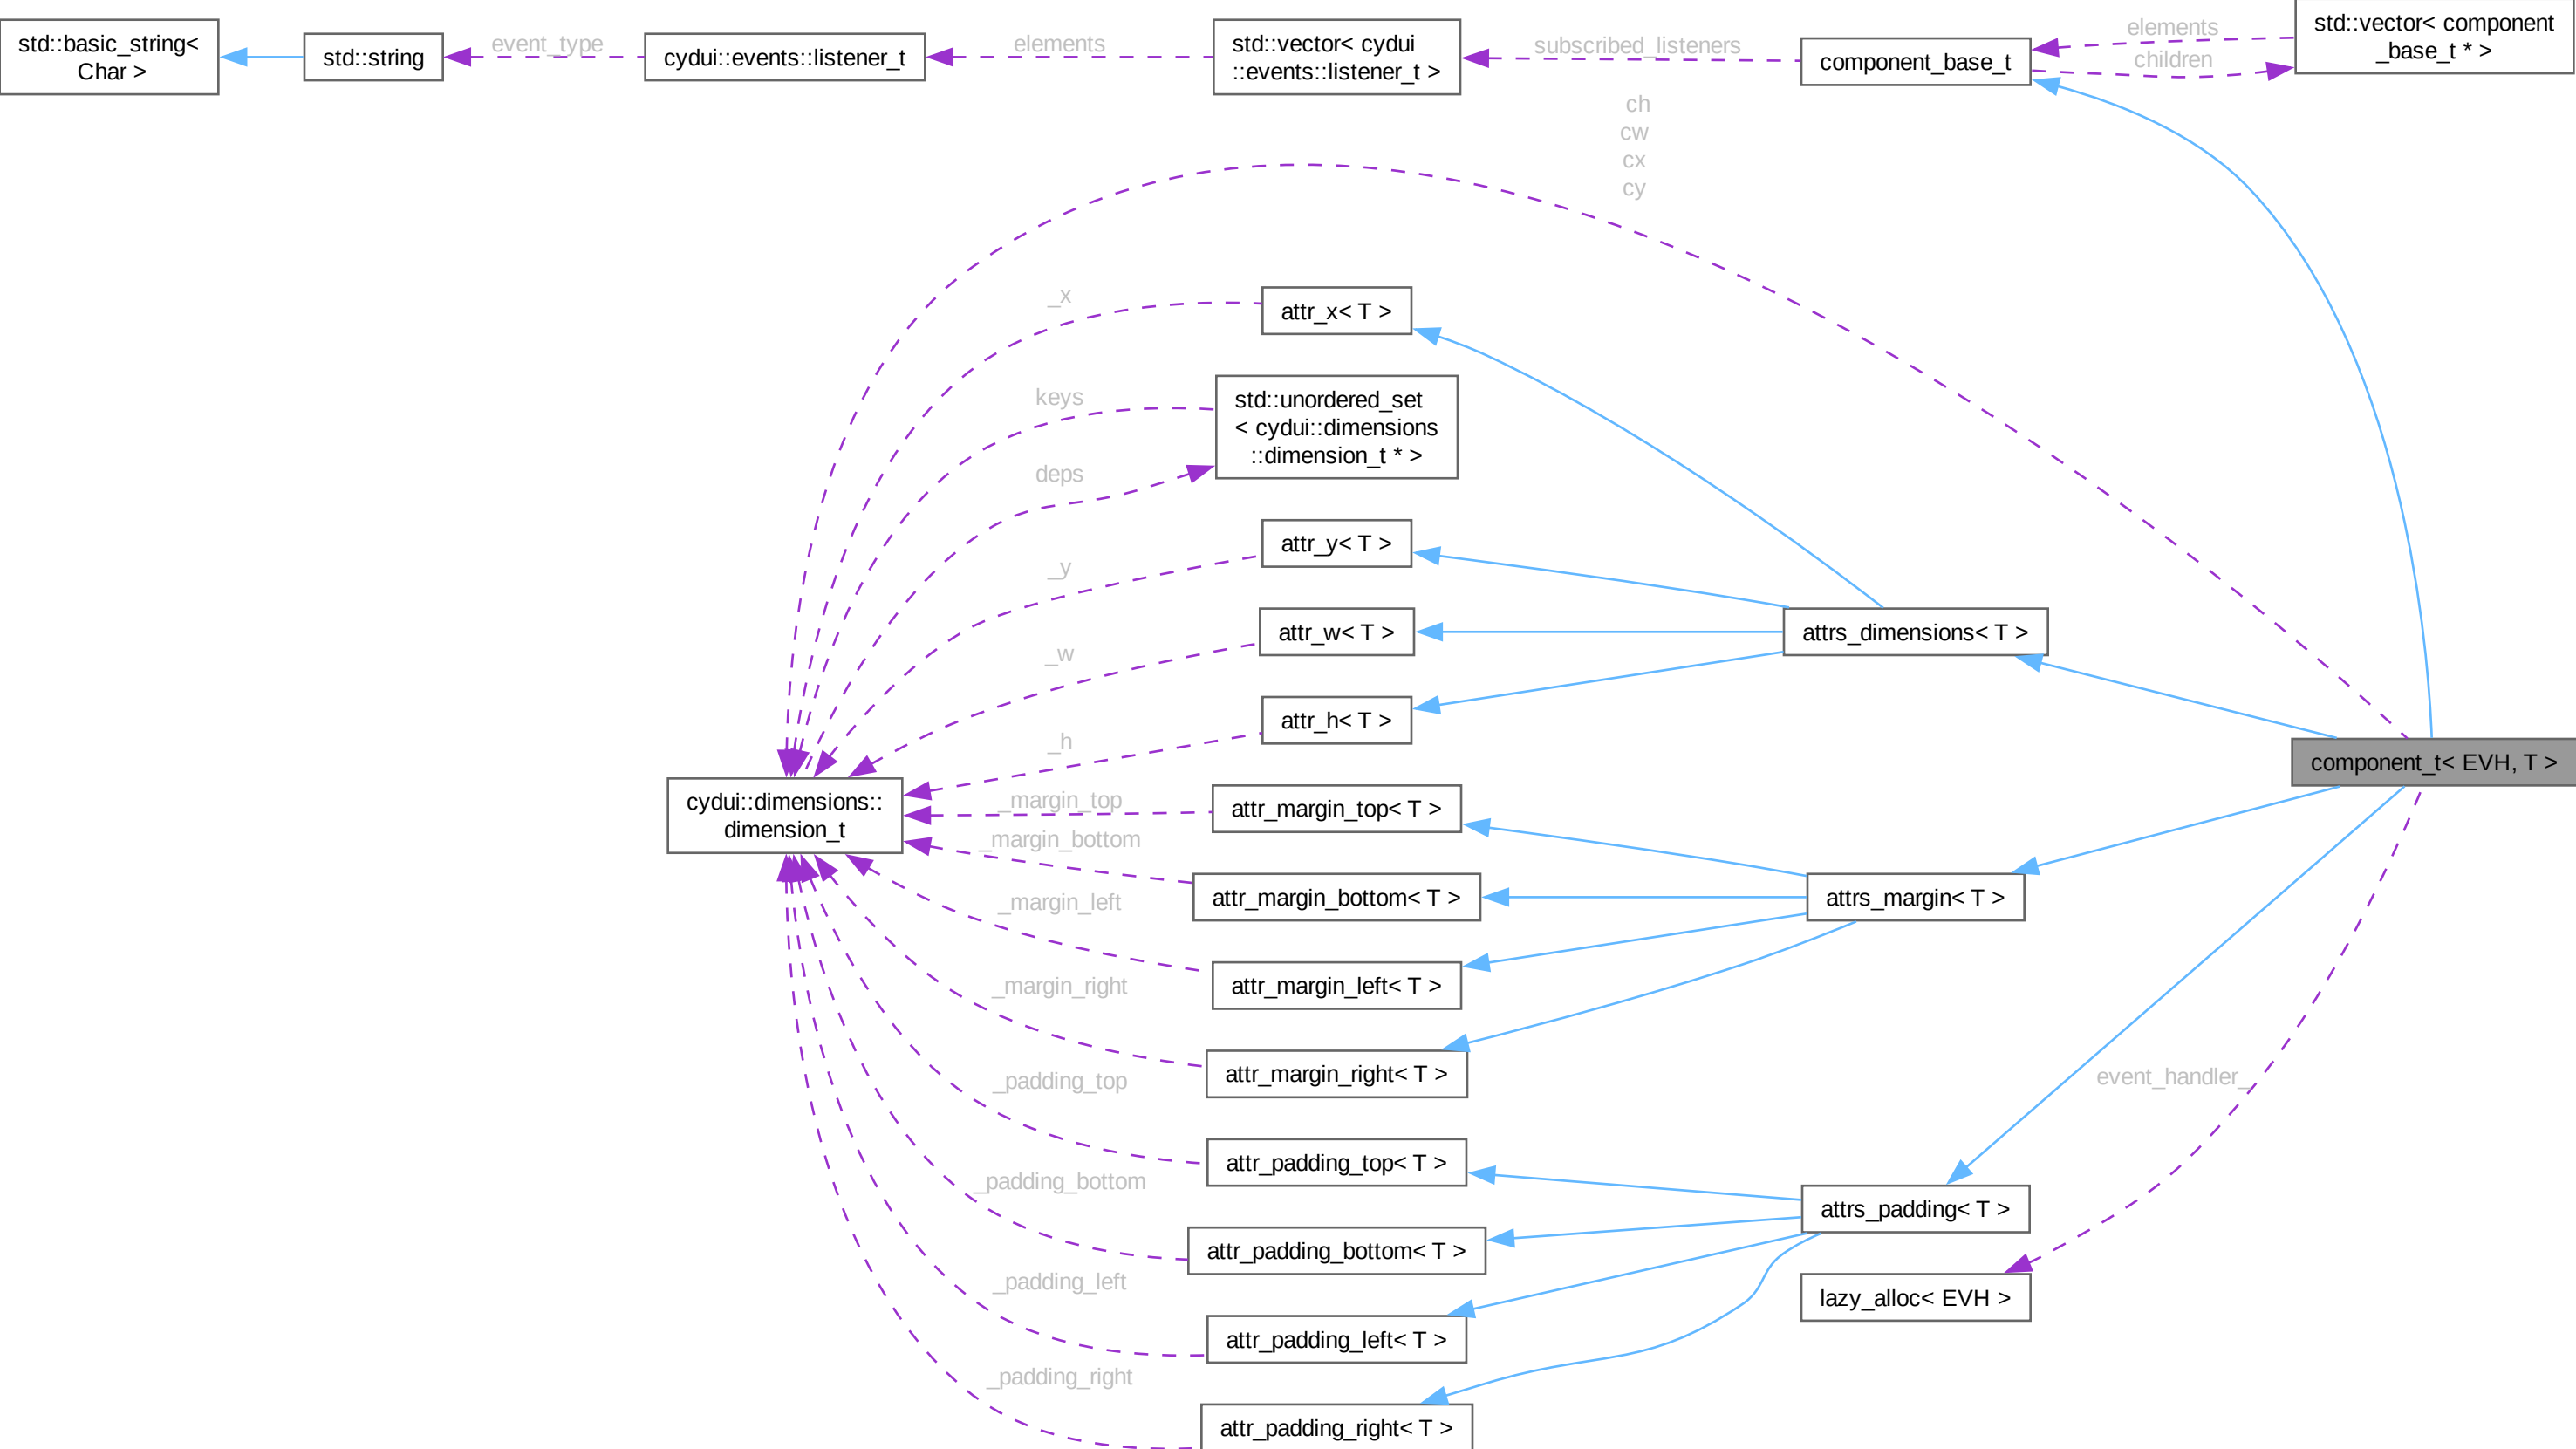 std::basic_string<
Char >
std::string
event_type
cydui::events::listener_t
elements
std::vector< cydui
::events::listener_t >
subscribed_listeners
component_base_t
elements
children
std::vector< component
_base_t * >
ch
cw
cx
cy
_x
attr_x< T >
keys
std::unordered_set
< cydui::dimensions
::dimension_t * >
deps
_y
attr_y< T >
_w
attr_w< T >
attrs_dimensions< T >
_h
attr_h< T >
component_t< EVH, T >
cydui::dimensions::
dimension_t
_margin_top
attr_margin_top< T >
_margin_bottom
attr_margin_bottom< T >
attrs_margin< T >
_margin_left
attr_margin_left< T >
_margin_right
attr_margin_right< T >
event_handler_
_padding_top
attr_padding_top< T >
_padding_bottom
attrs_padding< T >
attr_padding_bottom< T >
_padding_left
lazy_alloc< EVH >
attr_padding_left< T >
_padding_right
attr_padding_right< T >